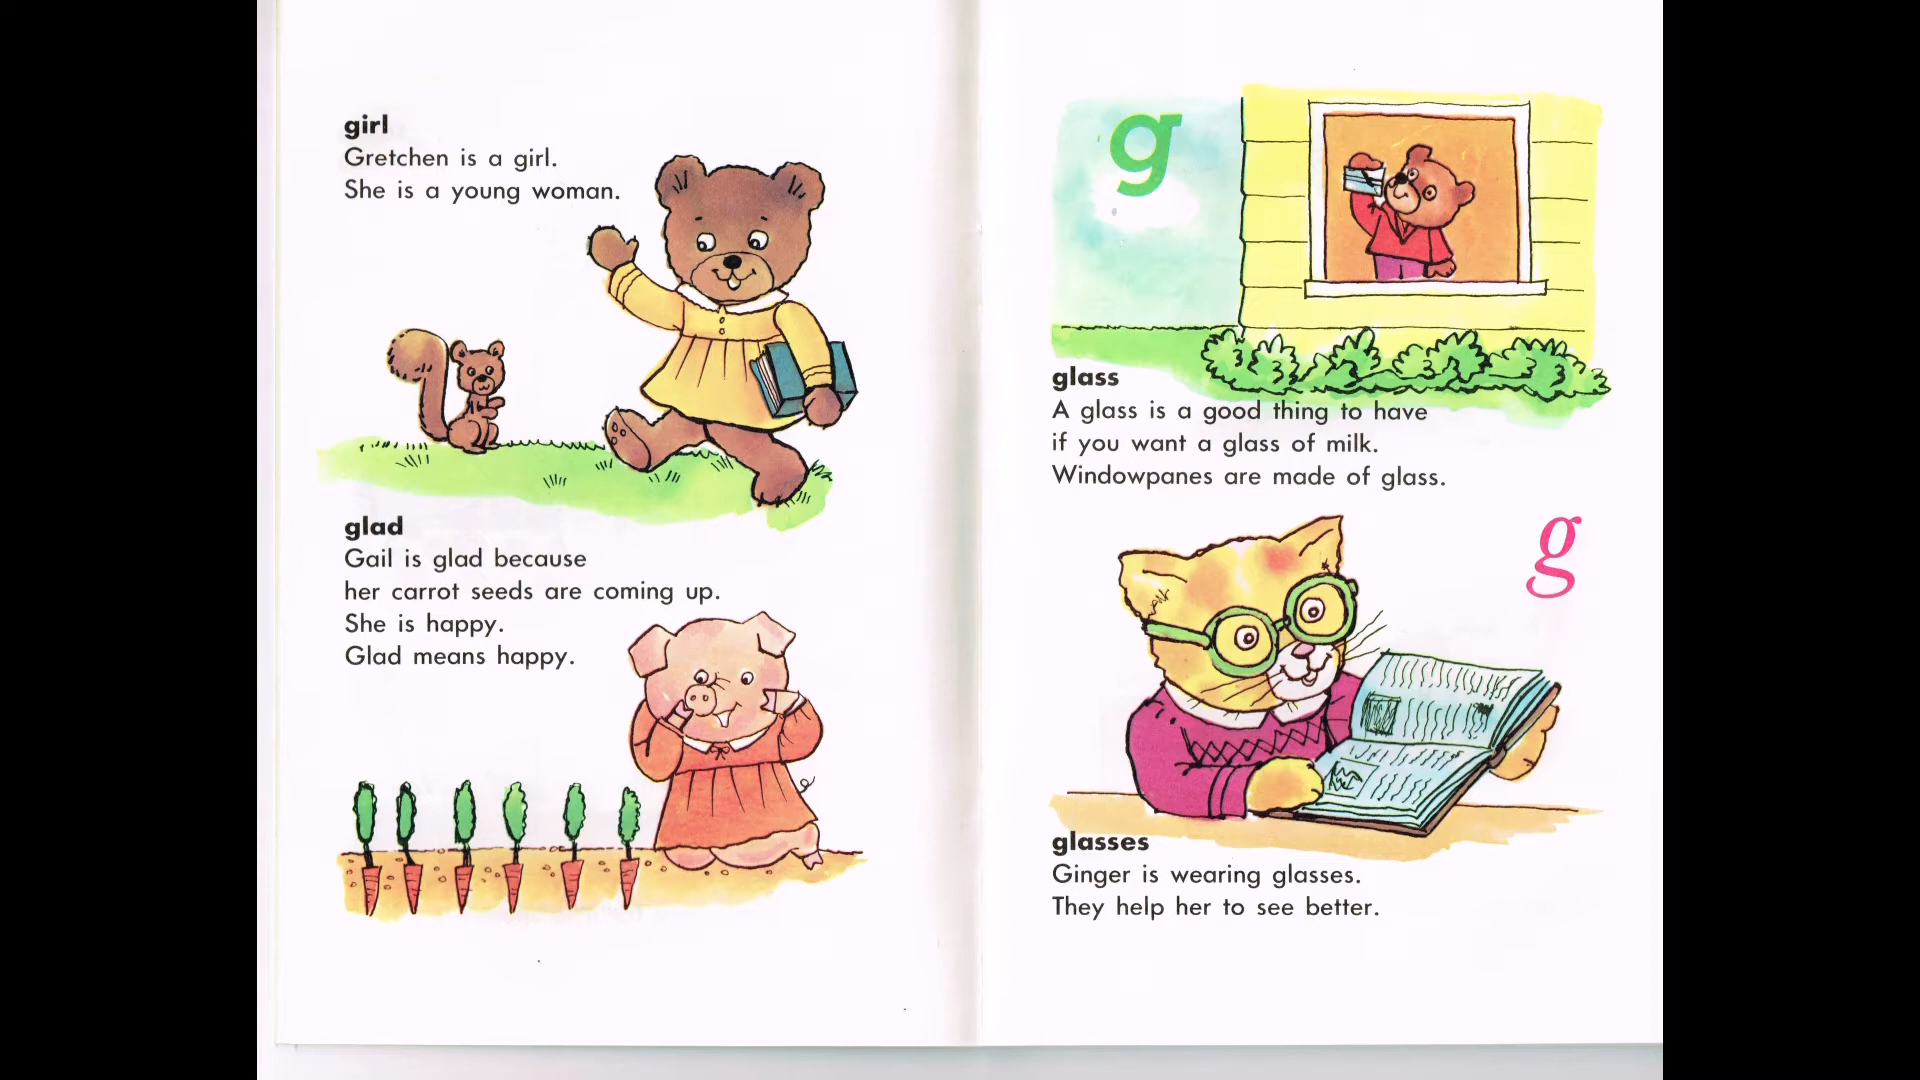 girl
Gretchen is a girl.
She is a young woman.
glad
Gail is glad because
her carrot seeds are coming up.
She is happy.
Glad means happy.
g
glass
A glass is a good thing to have
if you want a glass of milk.
Windowpanes are made of glass.
g
glasses
Ginger is wearing glasses.
They help her to see better.